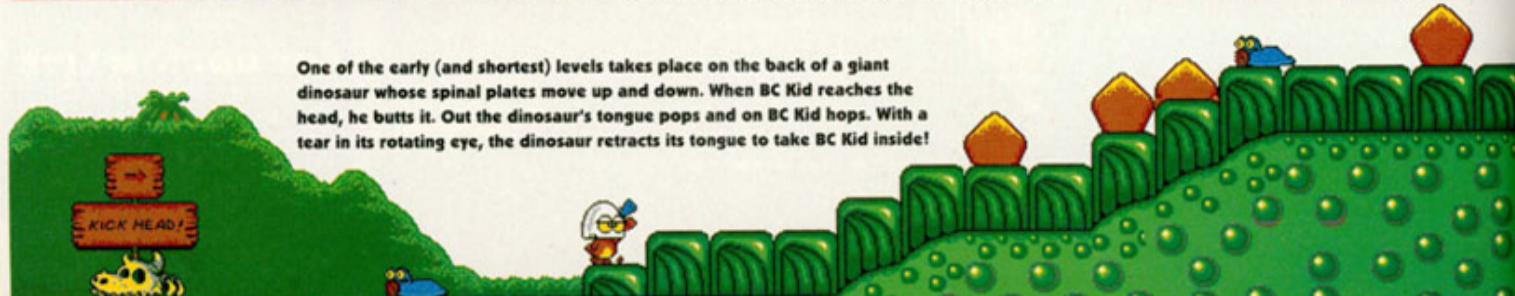 One of the early (and shortest) levels takes place on the back of a giant
dinosaur whose spinal plates move up and down. When BC Kid reaches the
head, he butts it. Out the dinosaur's tongue pops and on BC Kid hops. With a
tear in its rotating eye, the dinosaur retracts its tongue to take BC Kid inside!
KICK HEAD!